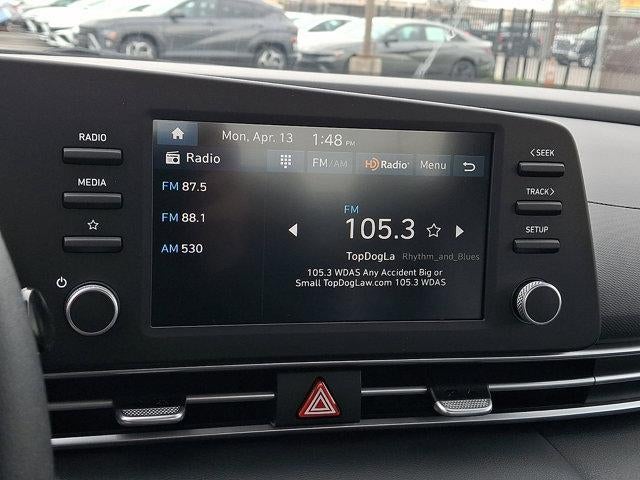 RADIO
MEDIA
Mon, Apr. 13 1:48 PM
Radio
FM/AM HD Radio Menu
FM 87.5
FM 88.1
AM 530
FM
105.3
TopDogLa Rhythm_and_Blues
105.3 WDAS Any Accident Big or
Small TopDogLaw.com 105.3 WDAS
< SEEK
TRACK >
SETUP